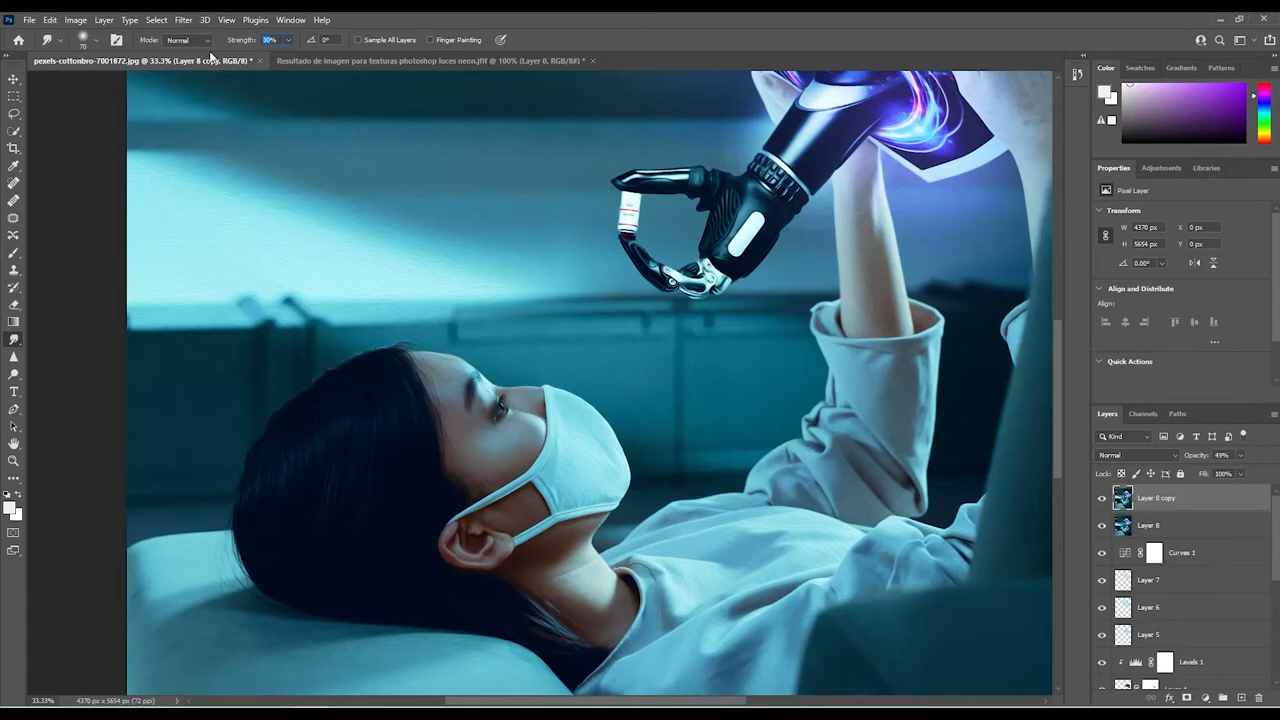 Ps File Edit Image Layer Type Select Filter 3D View Plugins Window Help
70 Mode: Normal Strength: 30% 0° Sample All Layers Finger Painting
pexels-cottonbro-7001872.jpg @ 33.3% (Layer 8 copy, RGB/8) * × Resultado de imagen para texturas photoshop luces neon.jfif @ 100% (Layer 0, RGB/8#) * ×
Color Swatches Gradients Patterns
Properties Adjustments Libraries
Pixel Layer
Transform
W 4370 px X 0 px
H 5654 px Y 0 px
0.00°
Align and Distribute
Align:
Quick Actions
Layers Channels Paths
Kind
Normal Opacity: 49%
Lock: Fill: 100%
Layer 8 copy
Layer 8
Curves 1
Layer 7
Layer 6
Layer 5
Levels 1
33.33% 4370 px x 5654 px (72 ppi)